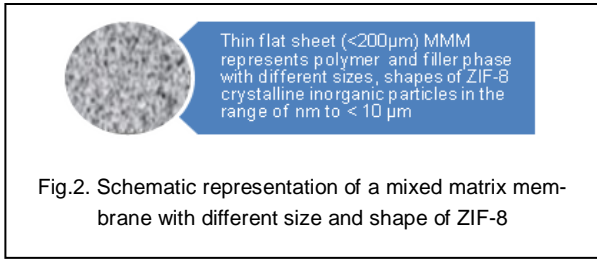 Thin flat sheet (<200µm) MMM
represents polymer and filler phase
with different sizes, shapes of ZIF-8
crystalline inorganic particles in the
range of nm to < 10 µm
Fig.2. Schematic representation of a mixed matrix mem-
brane with different size and shape of ZIF-8